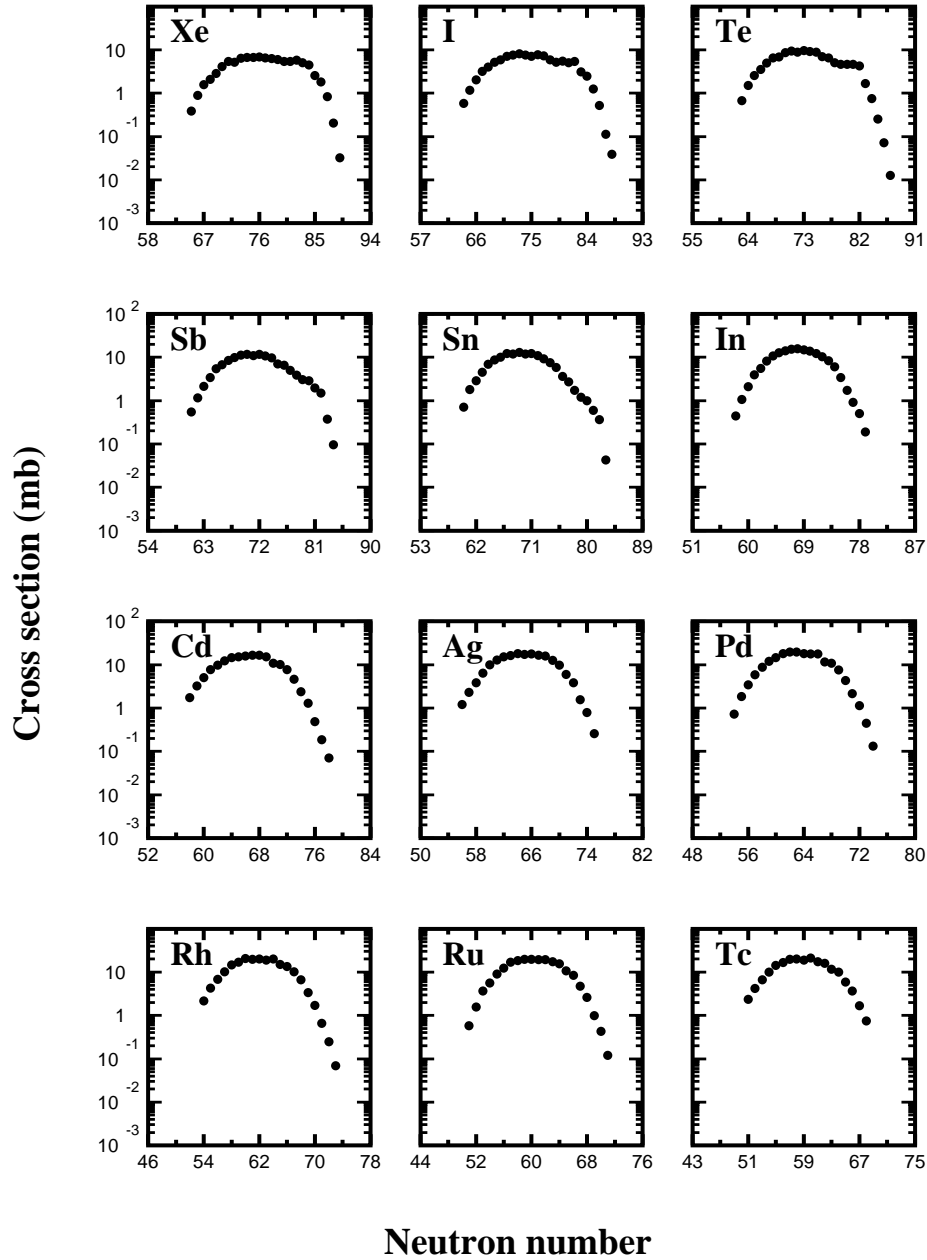 Xe
I
Te
10
1
10 -1
10 -2
10 -3
58 67 76 85 94
57 66 75 84 93
55 64 73 82 91
Sb
Sn
In
10 2
10
1
10 -1
10 -2
10 -3
54 63 72 81 90
53 62 71 80 89
51 60 69 78 87
Cross section (mb)
Cd
Ag
Pd
10 2
10
1
10 -1
10 -2
10 -3
52 60 68 76 84
50 58 66 74 82
48 56 64 72 80
Rh
Ru
Tc
10
1
10 -1
10 -2
10 -3
46 54 62 70 78
44 52 60 68 76
43 51 59 67 75
Neutron number